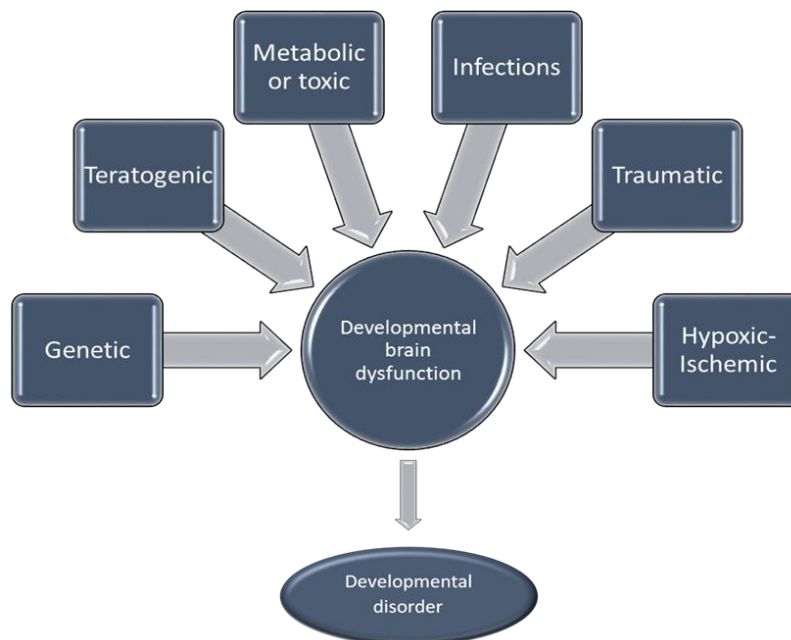 Metabolic
or toxic
Infections
Teratogenic
Traumatic
Genetic
Developmental
brain
dysfunction
Hypoxic-
Ischemic
Developmental
disorder